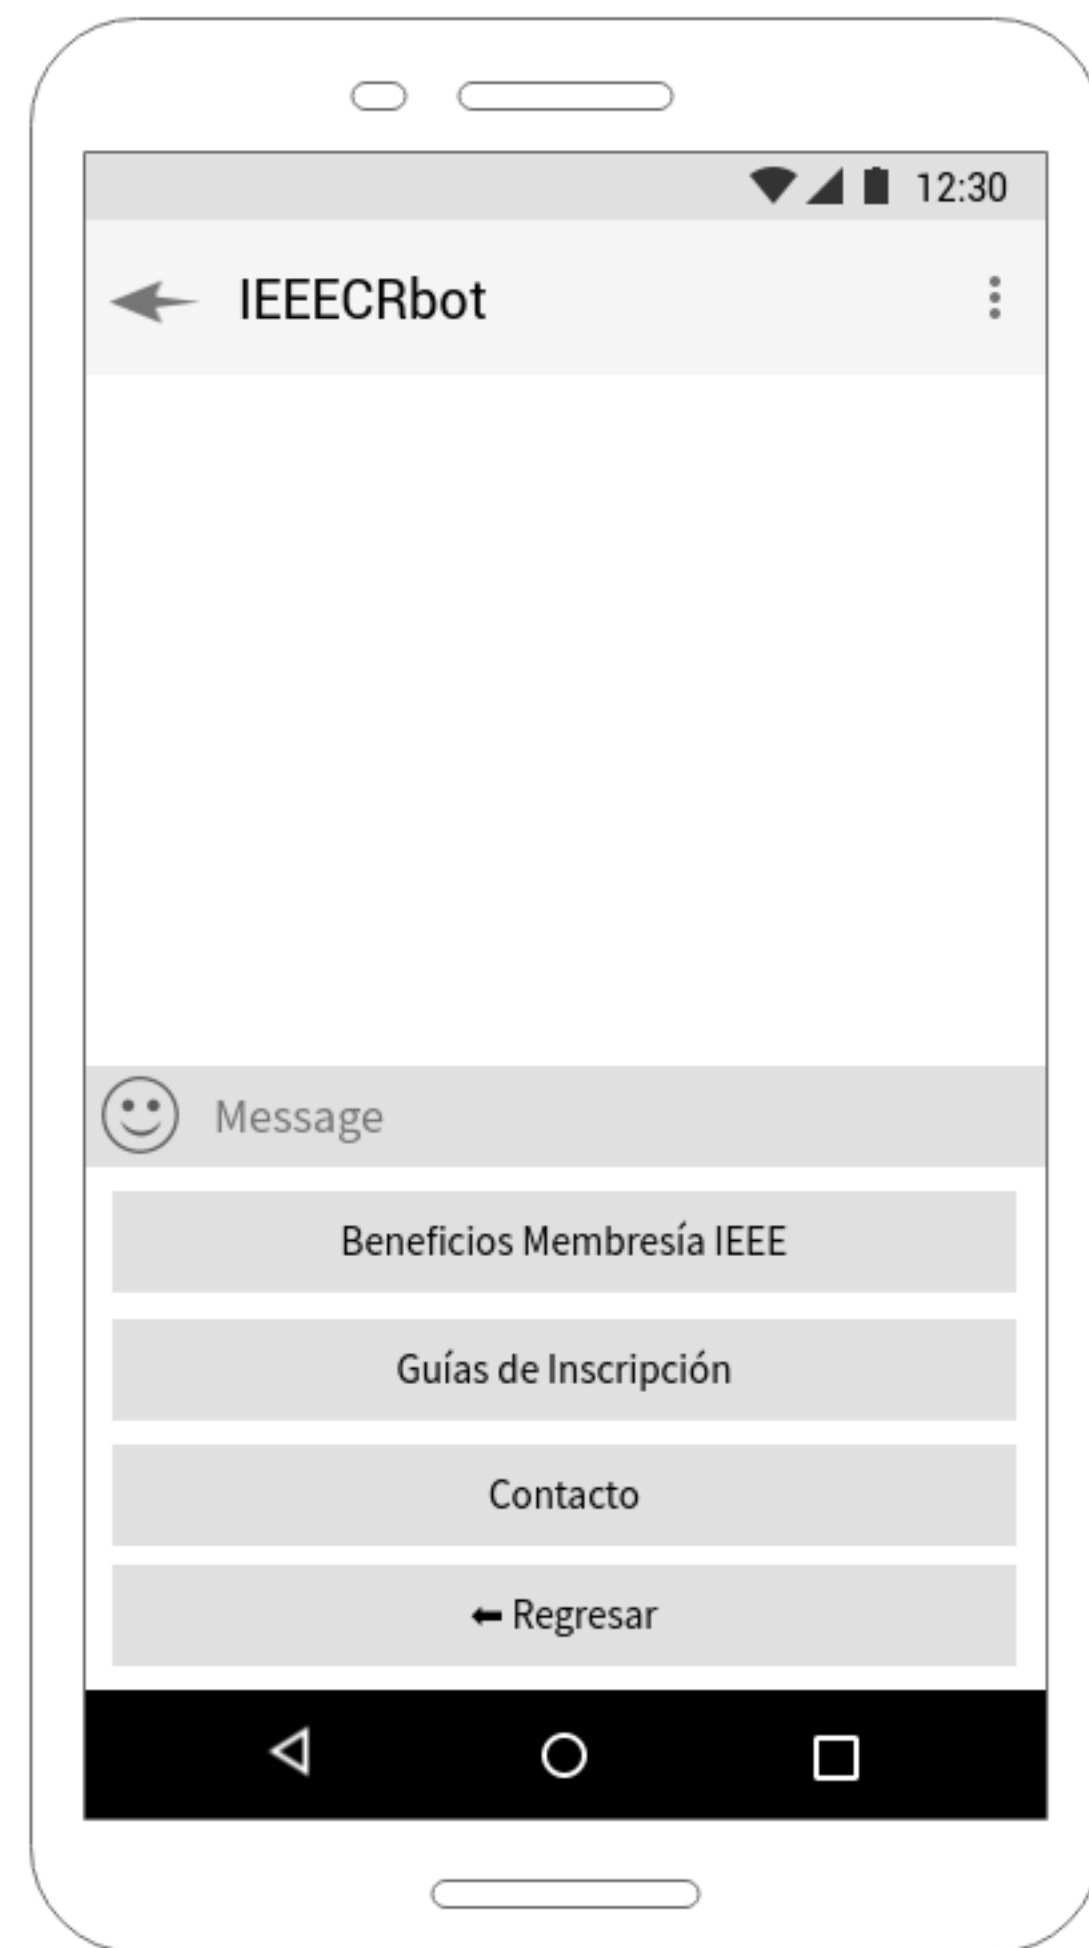 12:30
IEEECRbot
Message
Beneficios Membresía IEEE
Guías de Inscripción
Contacto
⬅ Regresar